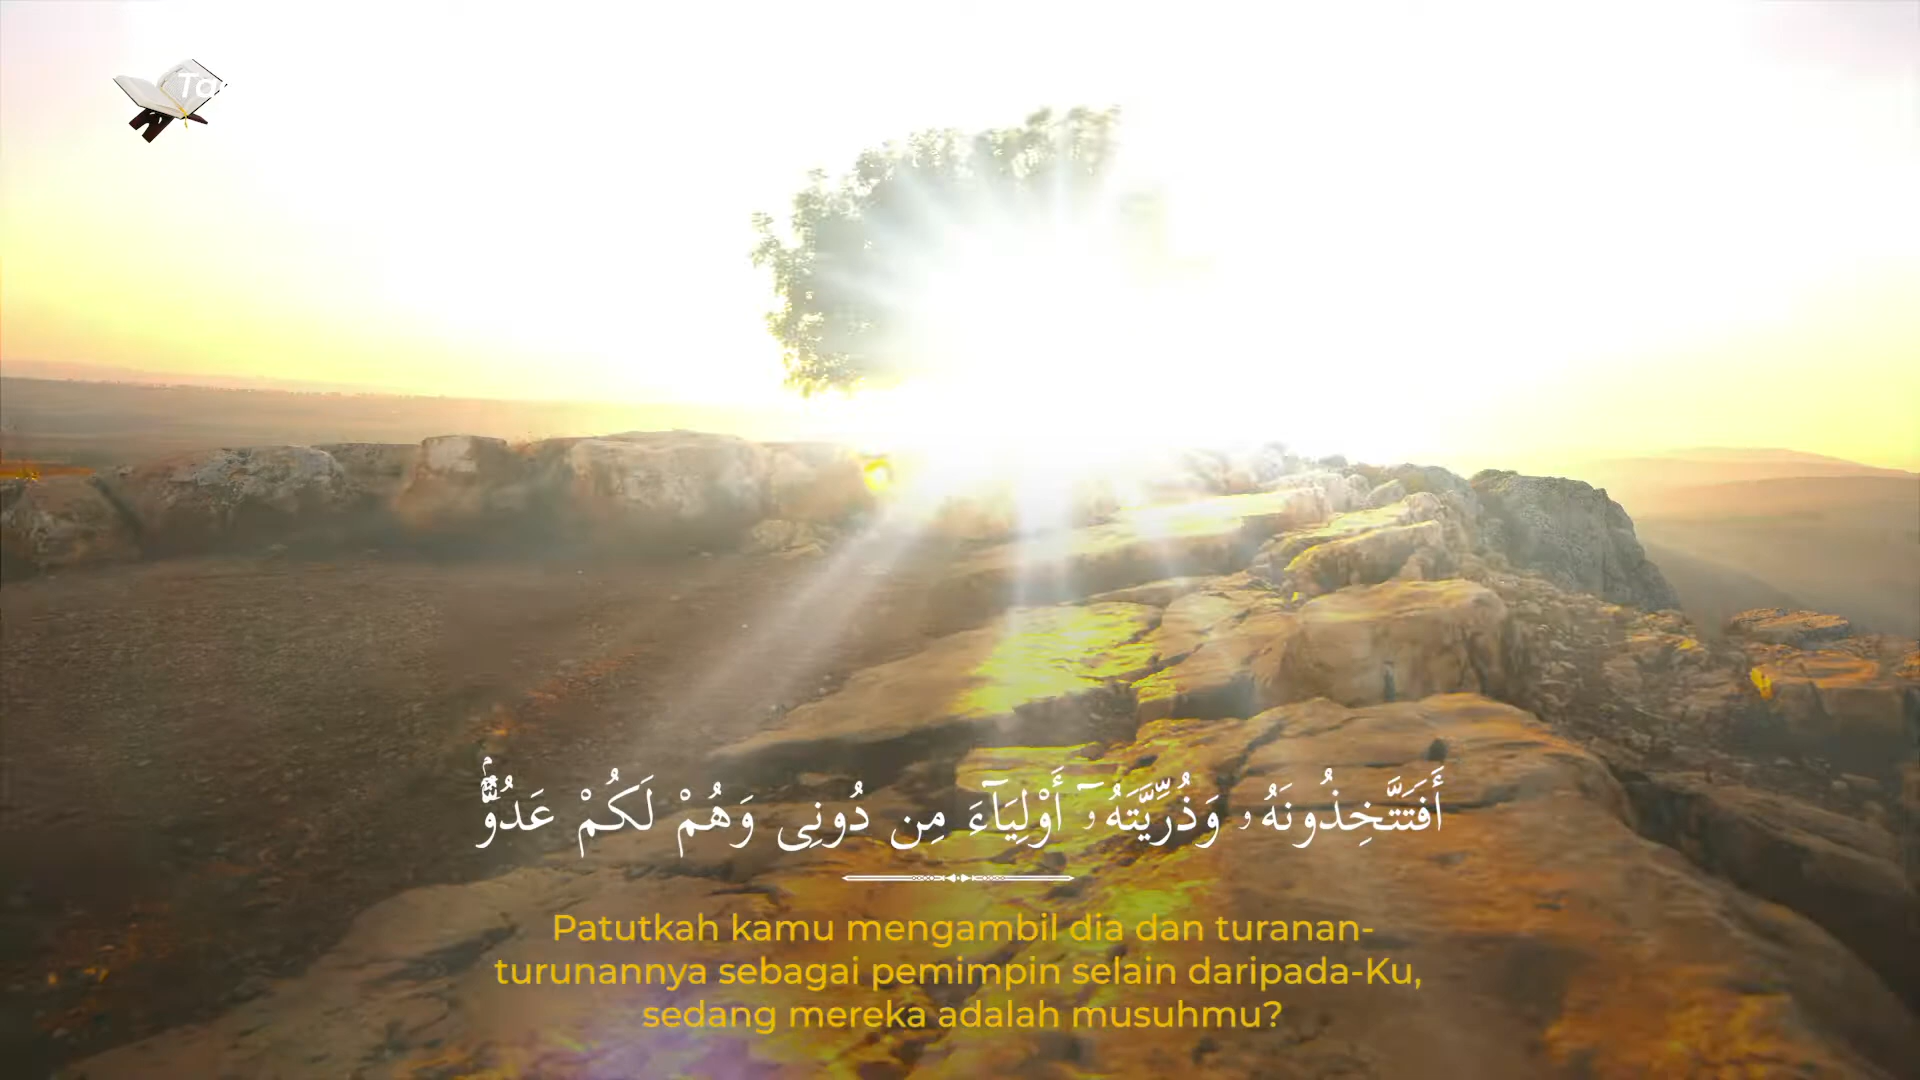 أَفَتَتَّخِذُونَهُۥ وَذُرِّيَّتَهُۥٓ أَوْلِيَآءَ مِن دُونِى وَهُمْ لَكُمْ عَدُوٌّۢ
Patutkah kamu mengambil dia dan turanan-
turunannya sebagai pemimpin selain daripada-Ku,
sedang mereka adalah musuhmu?